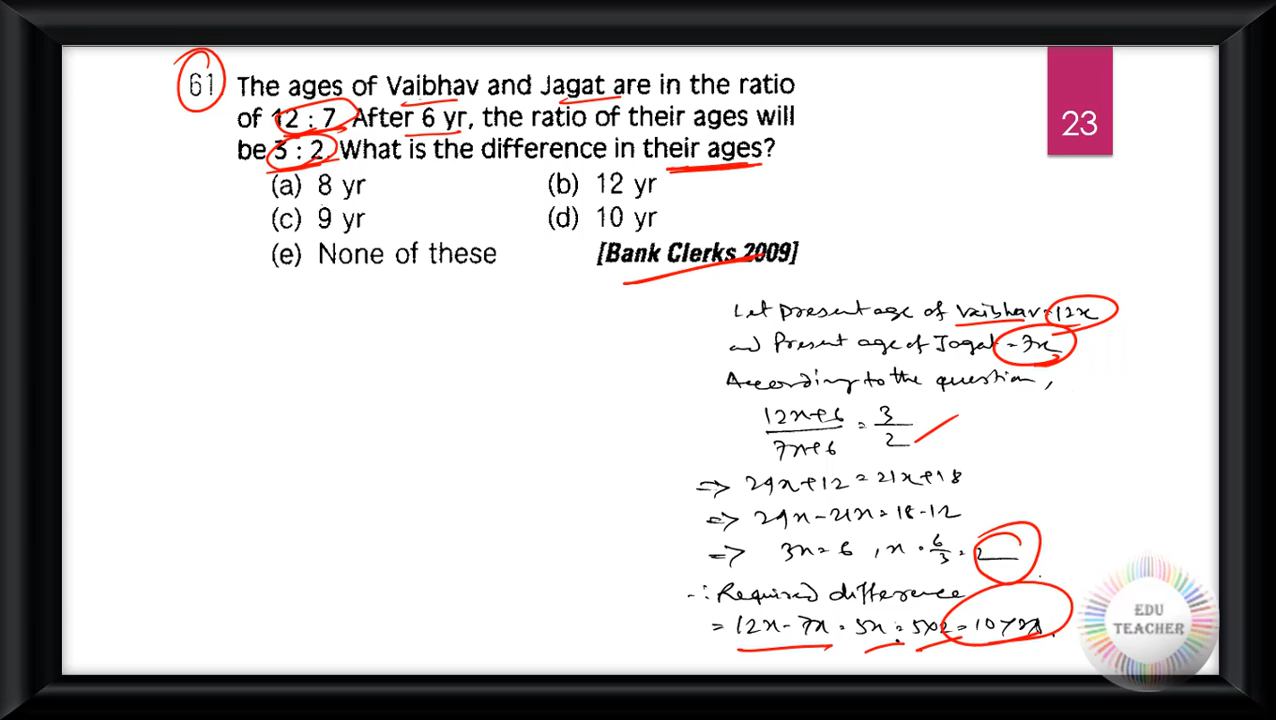 61 The ages of Vaibhav and Jagat are in the ratio
of 12 : 7. After 6 yr, the ratio of their ages will
be 3 : 2. What is the difference in their ages?
(a) 8 yr (b) 12 yr
(c) 9 yr (d) 10 yr
(e) None of these [Bank Clerks 2009]
23
Let present age of Vaibhav = 12x
and Present age of Jagat = 7x
According to the question,
12x+6 / 7x+6 = 3 / 2
⇒ 24x+12 = 21x+18
⇒ 24x - 21x = 18-12
⇒ 3x = 6, x = 6/3 = 2
∴ Required difference
= 12x - 7x = 5x = 5×2 = 10 yrs.
EDU
TEACHER